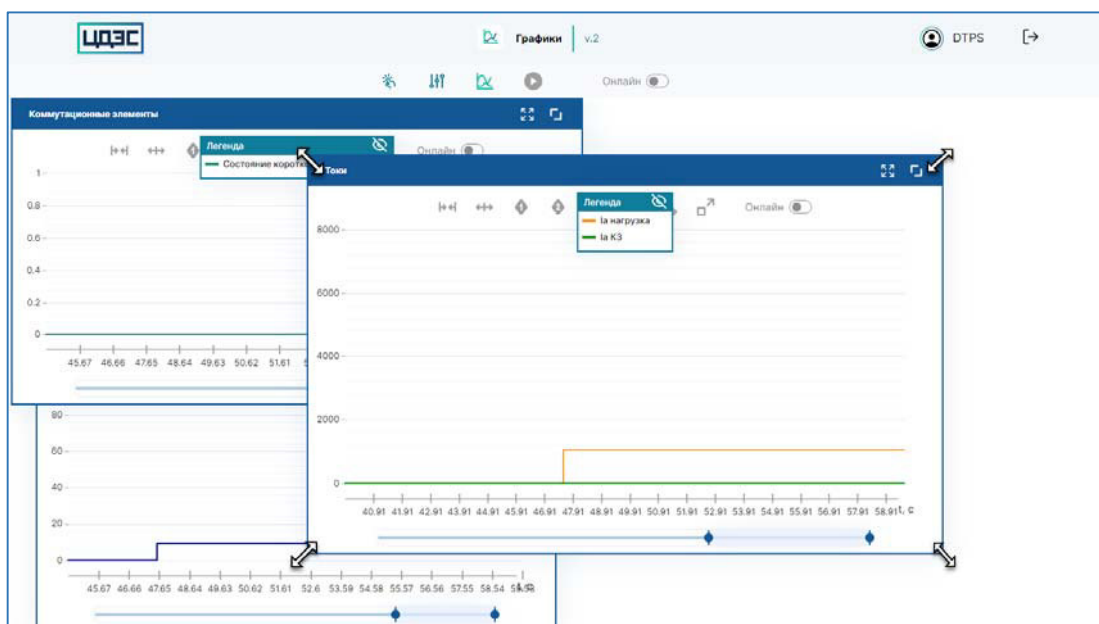 ЦДЭС
Графики v.2
DTPS
Онлайн
Коммутационные элементы
Легенда
Состояние коротк
Онлайн
1
0.8
0.6
0.4
0.2
0
45.67 46.66 47.65 48.64 49.63 50.62 51.61
Токи
Легенда
Ia нагрузка
Ia КЗ
Онлайн
8000
6000
4000
2000
0
40.91 41.91 42.91 43.91 44.91 45.91 46.91 47.91 48.91 49.91 50.91 51.91 52.91 53.91 54.91 55.91 56.91 57.91 58.91 t, c
80
60
40
20
0
45.67 46.66 47.65 48.64 49.63 50.62 51.61 52.6 53.59 54.58 55.57 56.56 57.55 58.54